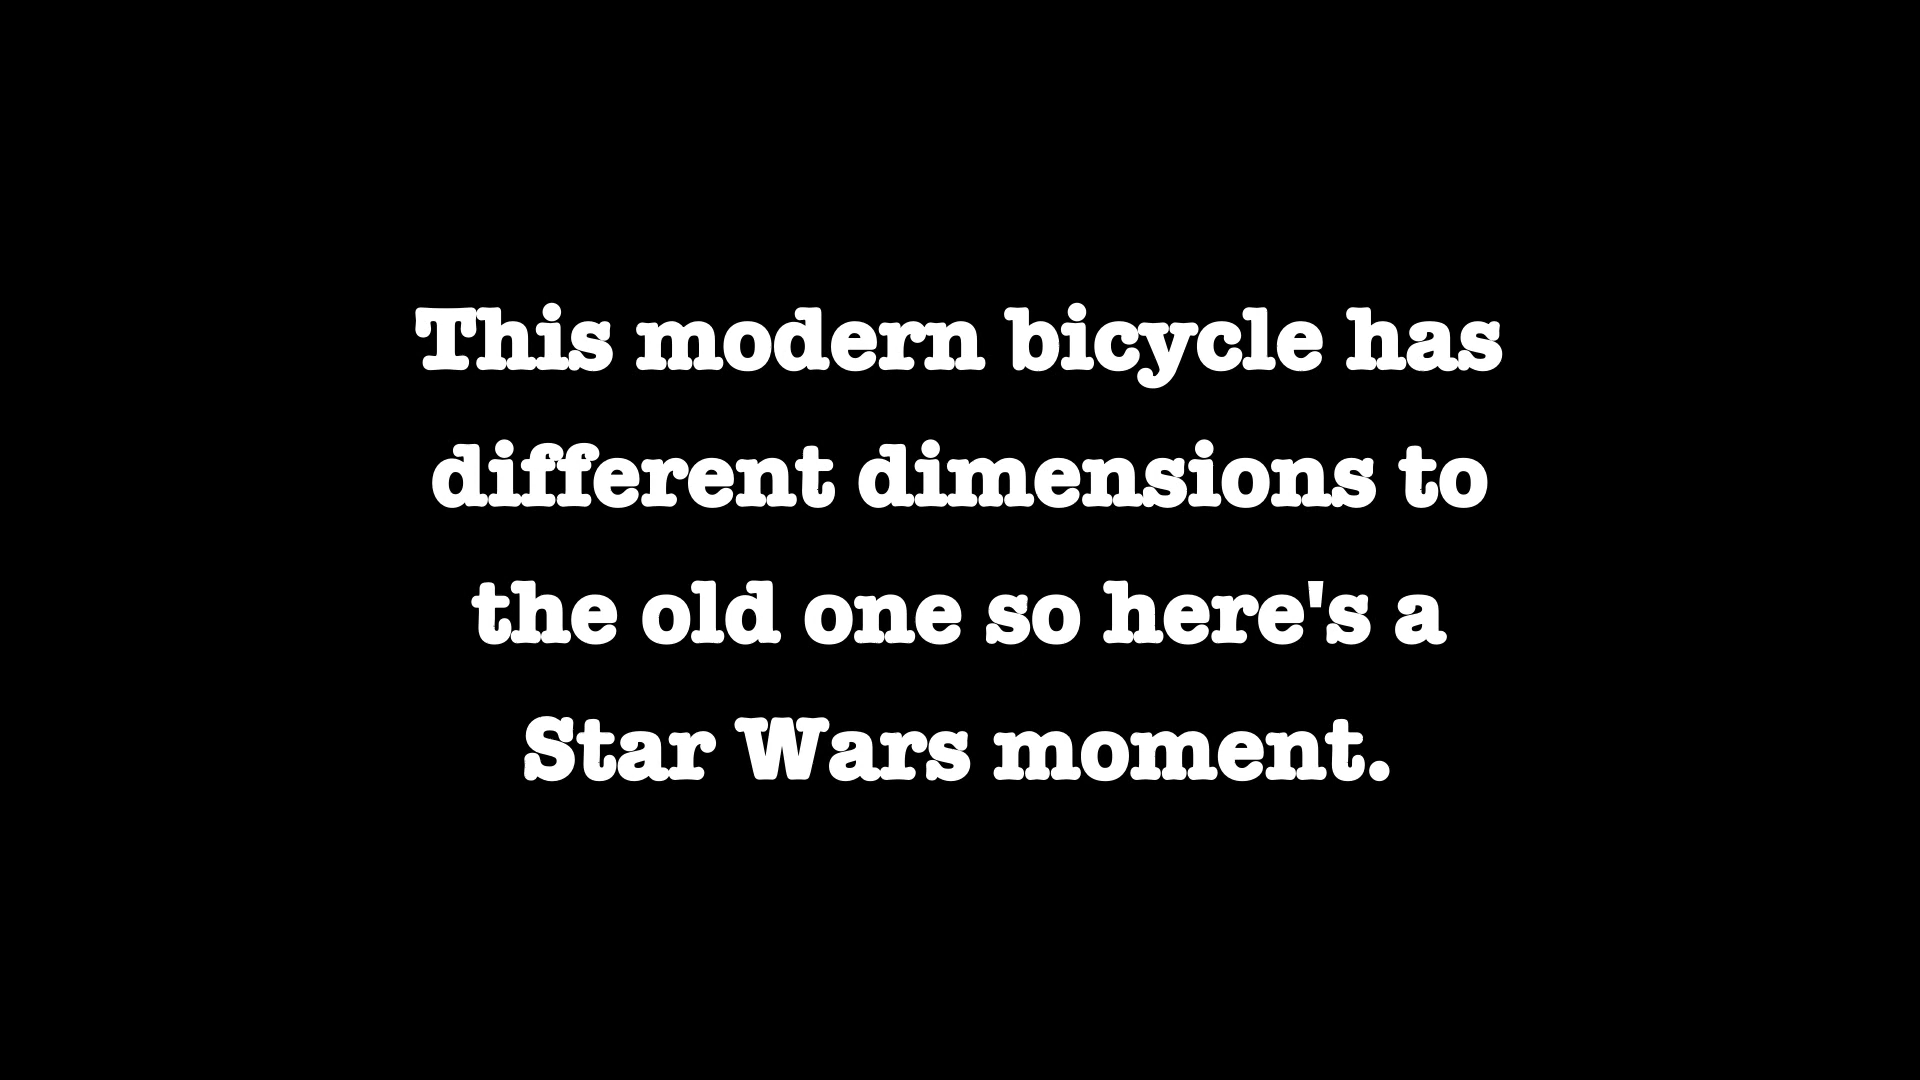 This modern bicycle has
different dimensions to
the old one so here's a
Star Wars moment.